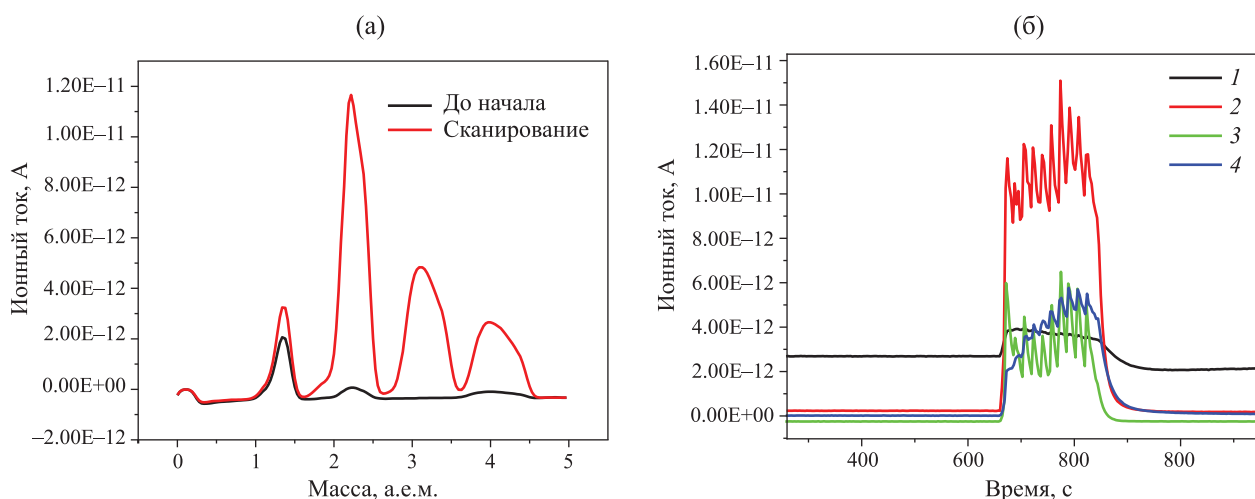 (а)
Ионный ток, А
1.20E–11
1.00E–11
8.00E–12
6.00E–12
4.00E–12
2.00E–12
0.00E+00
–2.00E–12
До начала
Сканирование
0 1 2 3 4 5
Масса, а.е.м.
(б)
Ионный ток, А
1.60E–11
1.40E–11
1.20E–11
1.00E–11
8.00E–12
6.00E–12
4.00E–12
2.00E–12
0.00E+00
1
2
3
4
400 600 800 800
Время, с